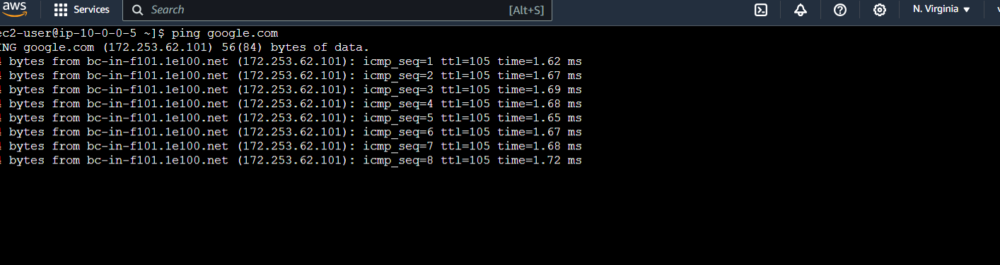 aws
Services
Search
[Alt+S]
N. Virginia
ec2-user@ip-10-0-0-5 ~]$ ping google.com
ING google.com (172.253.62.101) 56(84) bytes of data.
4 bytes from bc-in-f101.1e100.net (172.253.62.101): icmp_seq=1 ttl=105 time=1.62 ms
4 bytes from bc-in-f101.1e100.net (172.253.62.101): icmp_seq=2 ttl=105 time=1.67 ms
4 bytes from bc-in-f101.1e100.net (172.253.62.101): icmp_seq=3 ttl=105 time=1.69 ms
4 bytes from bc-in-f101.1e100.net (172.253.62.101): icmp_seq=4 ttl=105 time=1.68 ms
4 bytes from bc-in-f101.1e100.net (172.253.62.101): icmp_seq=5 ttl=105 time=1.65 ms
4 bytes from bc-in-f101.1e100.net (172.253.62.101): icmp_seq=6 ttl=105 time=1.67 ms
4 bytes from bc-in-f101.1e100.net (172.253.62.101): icmp_seq=7 ttl=105 time=1.68 ms
4 bytes from bc-in-f101.1e100.net (172.253.62.101): icmp_seq=8 ttl=105 time=1.72 ms